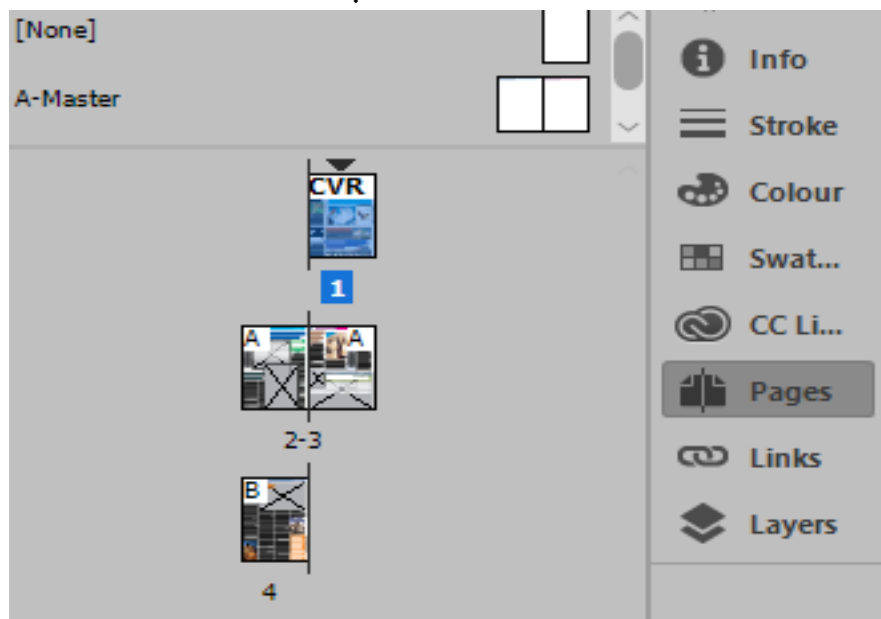 [None]
A-Master
CVR
1
A A
2-3
B
4
Info
Stroke
Colour
Swat...
CC Li...
Pages
Links
Layers